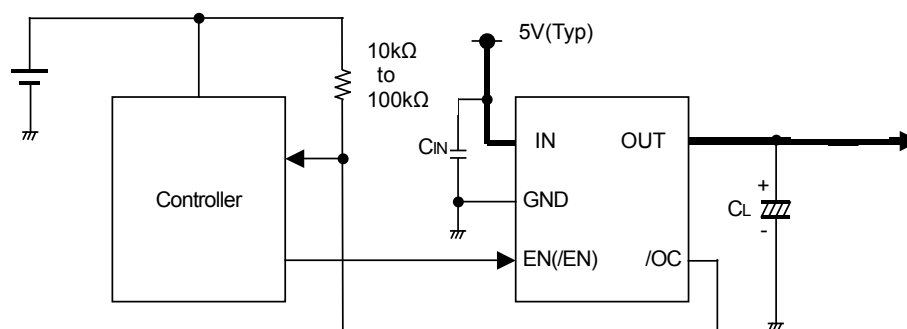 5V(Typ)
10kΩ
to
100kΩ
CIN
IN
OUT
Controller
GND
+
CL
-
EN(/EN)
/OC